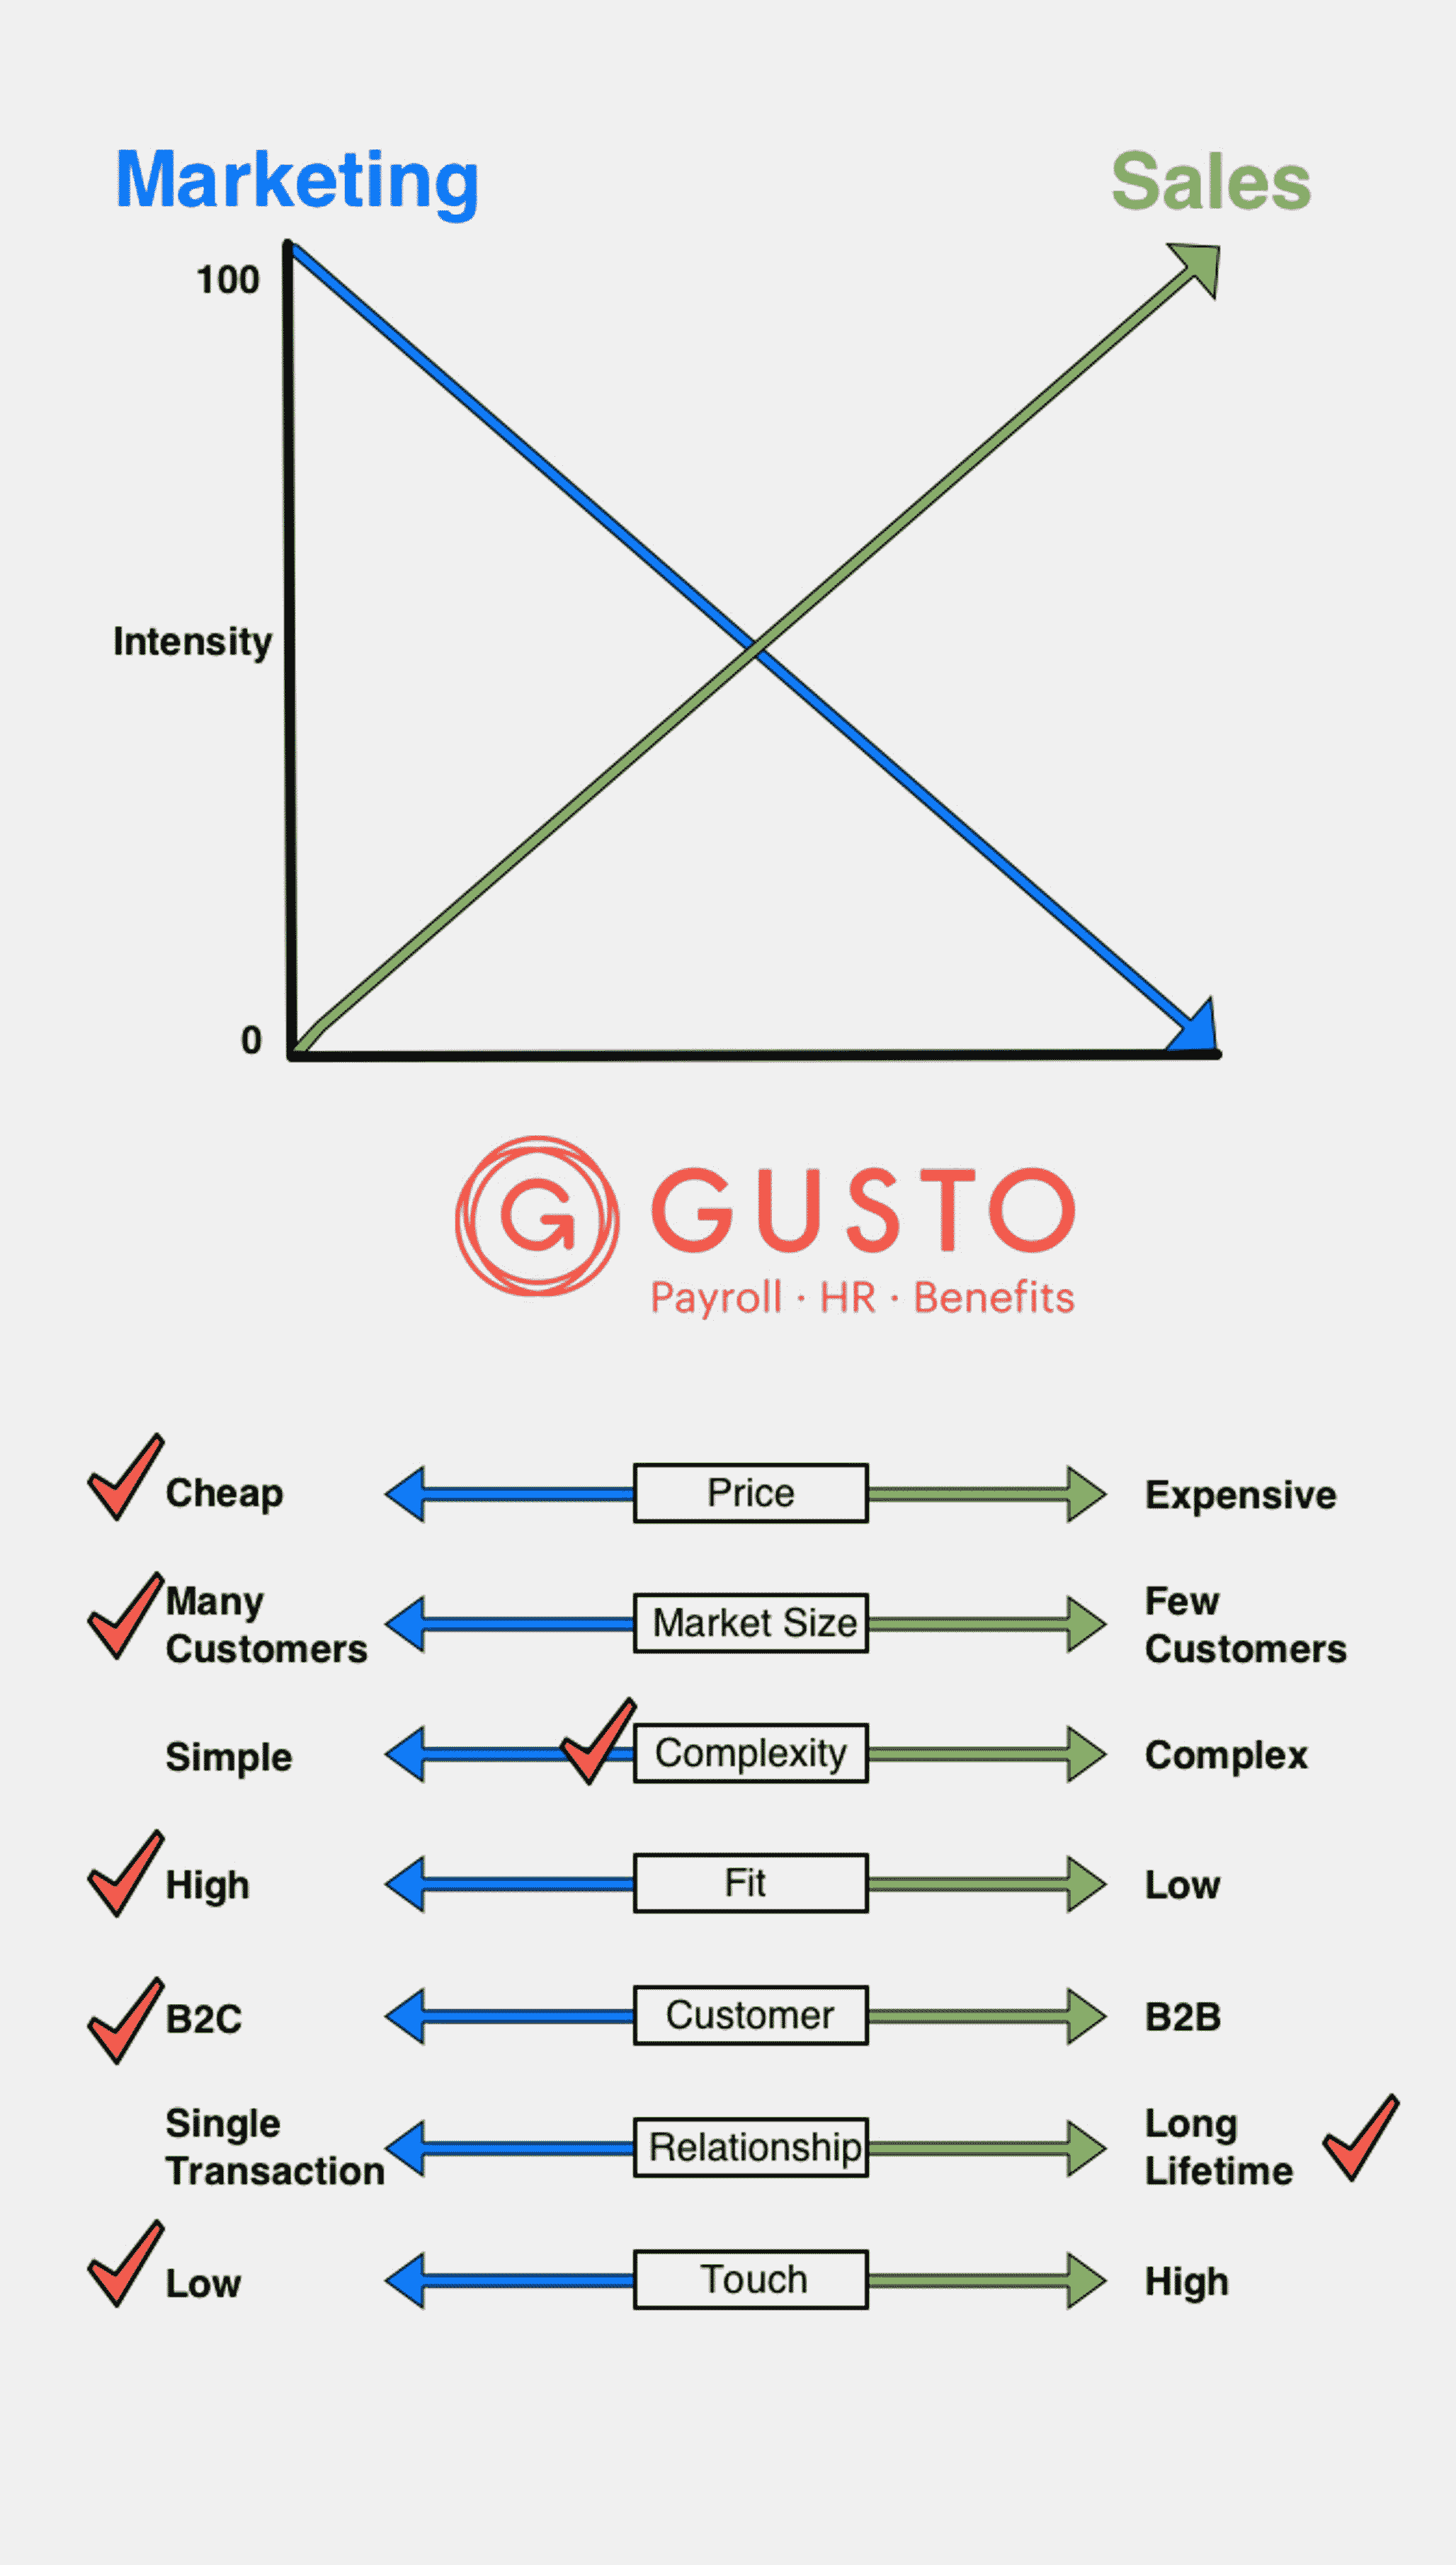 Marketing
Sales
100
Intensity
0
G GUSTO
Payroll · HR · Benefits
Cheap
Price
Expensive
Many
Customers
Market Size
Few
Customers
Simple
Complexity
Complex
High
Fit
Low
B2C
Customer
B2B
Single
Transaction
Relationship
Long
Lifetime
Low
Touch
High